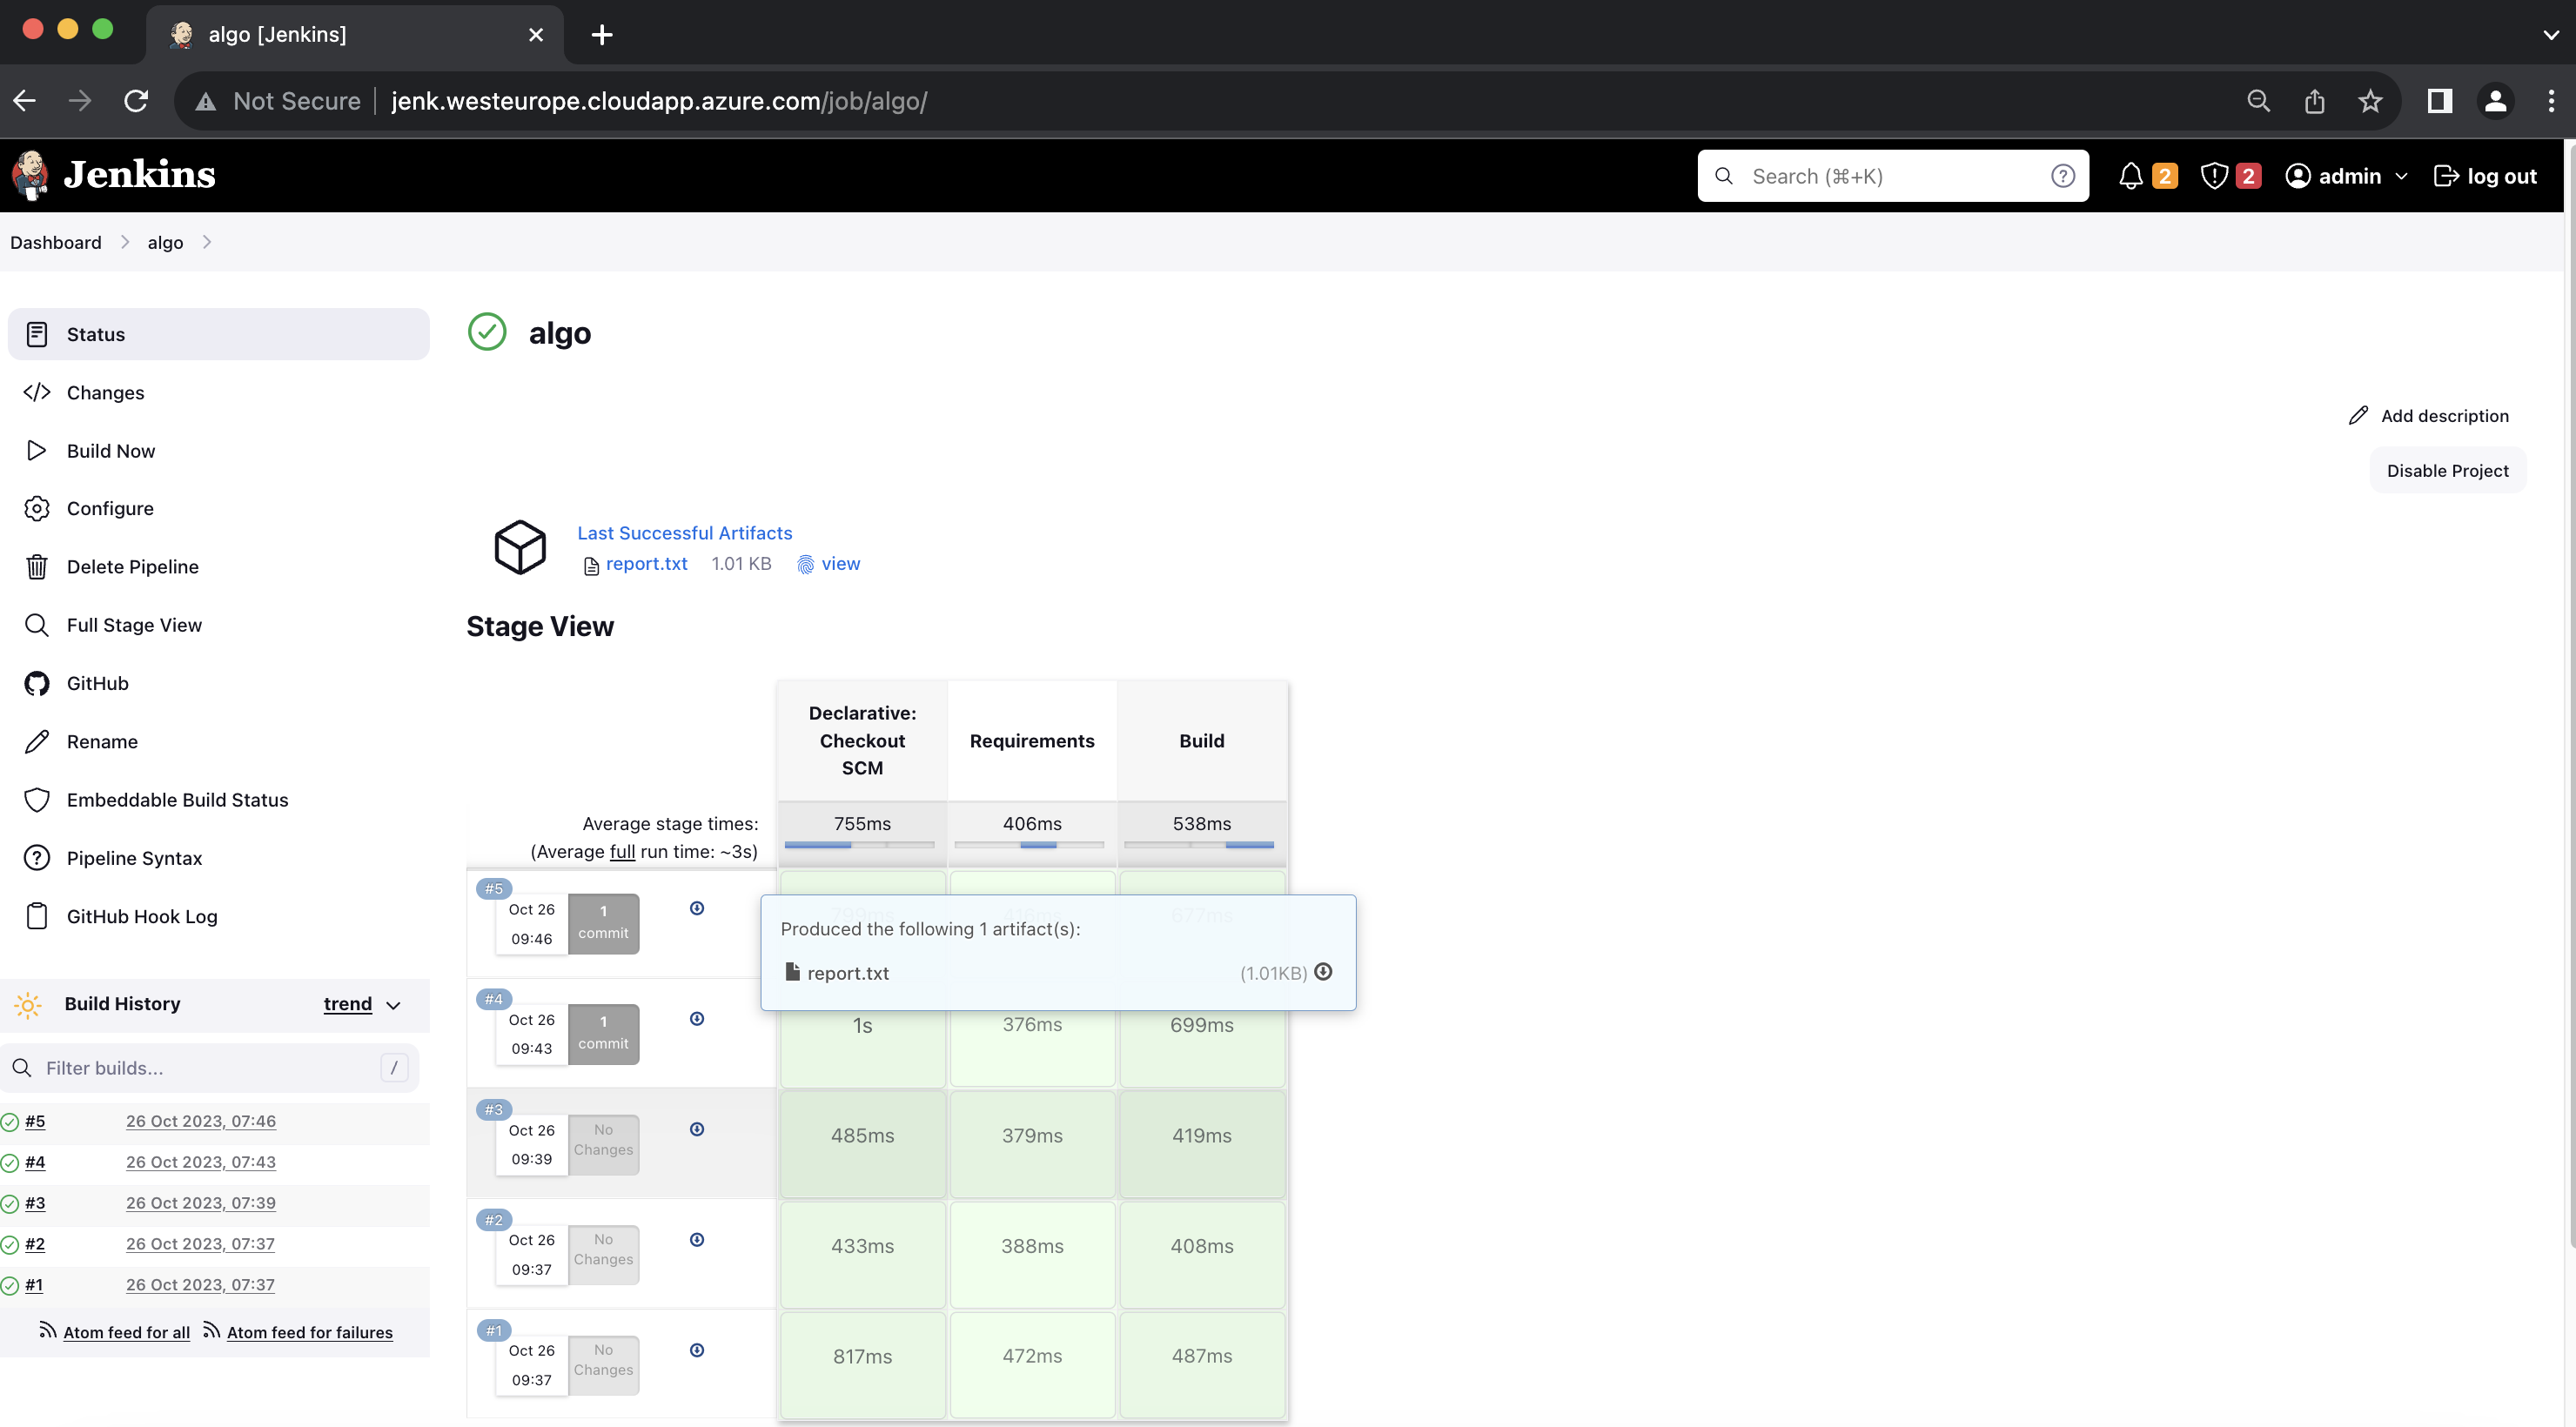 algo [Jenkins]
Not Secure jenk.westeurope.cloudapp.azure.com/job/algo/
Jenkins
Search (⌘+K)
2
2
admin
log out
Dashboard
algo
Status
Changes
Build Now
Configure
Delete Pipeline
Full Stage View
GitHub
Rename
Embeddable Build Status
Pipeline Syntax
GitHub Hook Log
Build History
trend
Filter builds...
/
#5 26 Oct 2023, 07:46
#4 26 Oct 2023, 07:43
#3 26 Oct 2023, 07:39
#2 26 Oct 2023, 07:37
#1 26 Oct 2023, 07:37
Atom feed for all Atom feed for failures
algo
Add description
Disable Project
Last Successful Artifacts
report.txt 1.01 KB view
Stage View
Declarative:
Checkout
SCM
Requirements
Build
Average stage times:
(Average full run time: ~3s)
755ms
406ms
538ms
#5
Oct 26
09:46
1
commit
799ms
416ms
677ms
Produced the following 1 artifact(s):
report.txt (1.01KB)
#4
Oct 26
09:43
1
commit
1s
376ms
699ms
#3
Oct 26
09:39
No
Changes
485ms
379ms
419ms
#2
Oct 26
09:37
No
Changes
433ms
388ms
408ms
#1
Oct 26
09:37
No
Changes
817ms
472ms
487ms